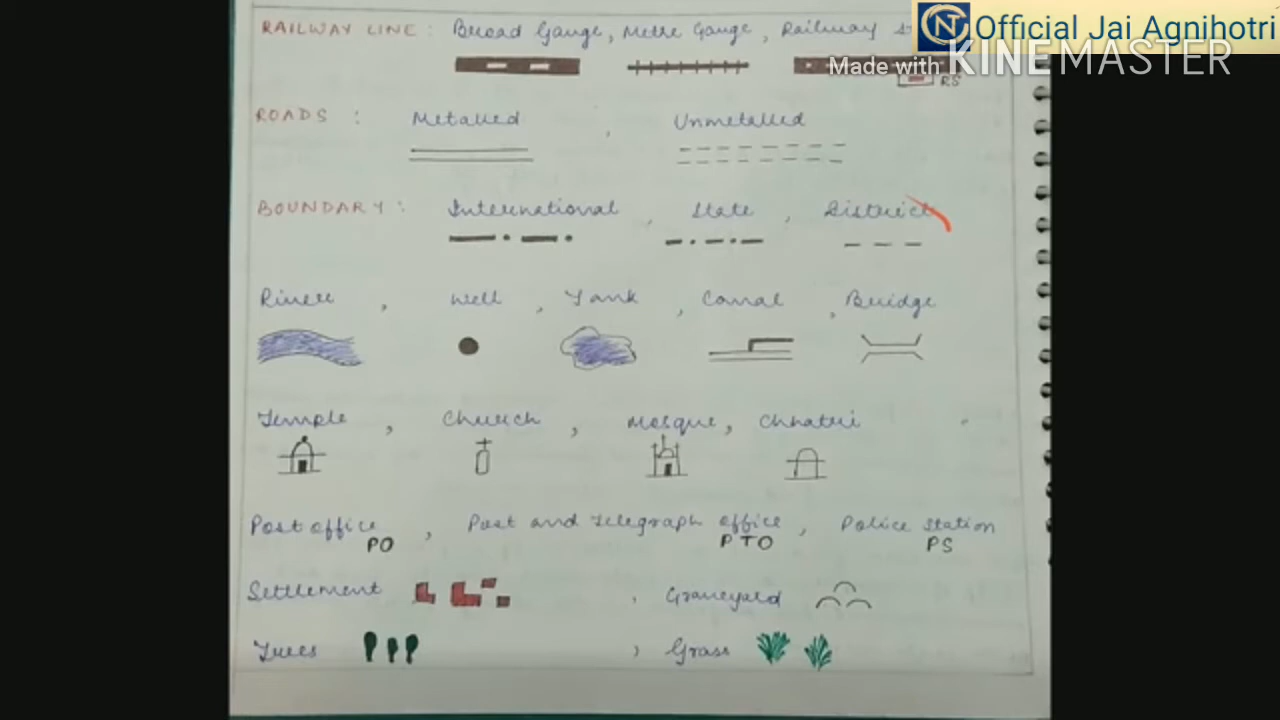 Official Jai Agnihotri
Made with KINEMASTER
RAILWAY LINE : Broad Gauge, Metre Gauge, Railway
RS
ROADS : Metalled , Unmetalled
BOUNDARY : International , State , District
River , Well , Tank , Canal , Bridge
Temple , Church , Mosque , Chhatri
Post office , Post and Telegraph office , Police Station
PO PTO PS
Settlement , Graveyard
Trees , Grass